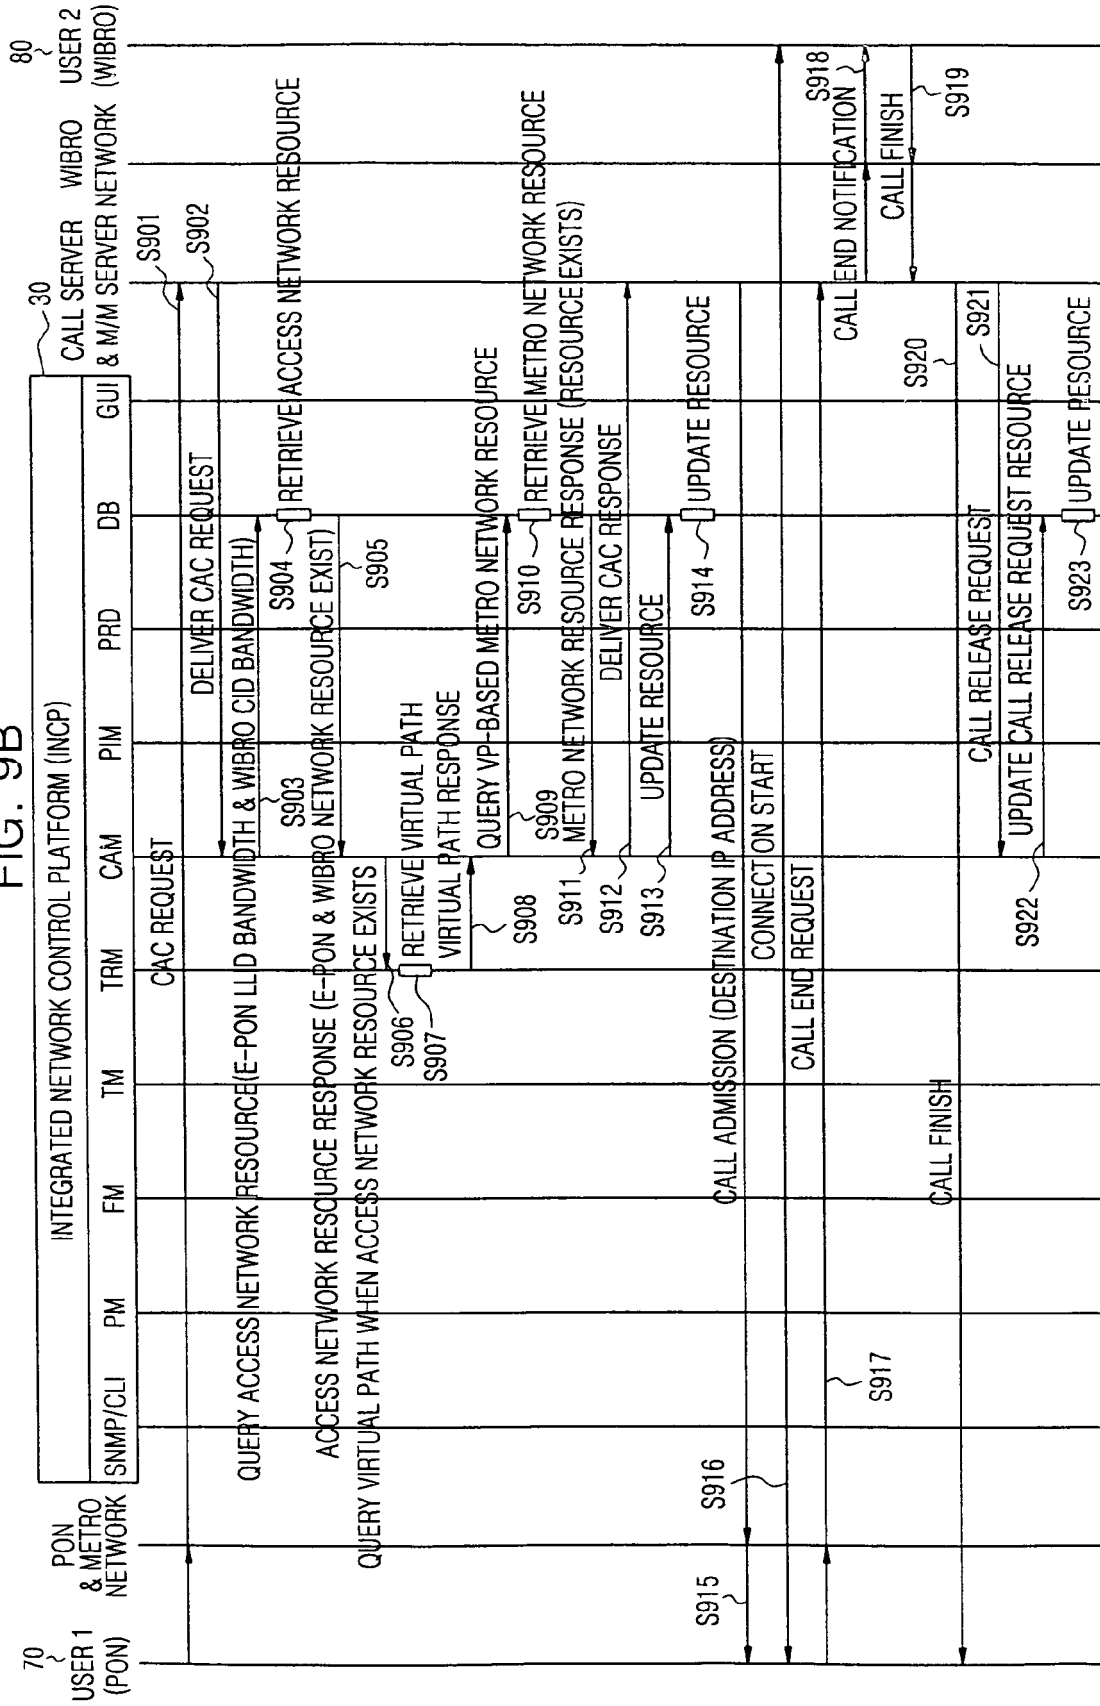 FIG. 9B
70
USER 1
(PON)
PON
& METRO
NETWORK
INTEGRATED NETWORK CONTROL PLATFORM (INCP)
30
SNMP/CLI
PM
FM
TM
TRM
CAM
PIM
PRD
DB
GUI
CALL SERVER
& M/M SERVER
WIBRO
NETWORK
80
USER 2
(WIBRO)
CAC REQUEST
S901
DELIVER CAC REQUEST
S902
QUERY ACCESS NETWORK RESOURCE(E-PON LLID BANDWIDTH & WIBRO CID BANDWIDTH)
S903
S904
RETRIEVE ACCESS NETWORK RESOURCE
ACCESS NETWORK RESOURCE RESPONSE (E-PON & WIBRO NETWORK RESOURCE EXIST)
S905
QUERY VIRTUAL PATH WHEN ACCESS NETWORK RESOURCE EXISTS
S906
S907
RETRIEVE VIRTUAL PATH
VIRTUAL PATH RESPONSE
S908
QUERY VP-BASED METRO NETWORK RESOURCE
S909
S910
RETRIEVE METRO NETWORK RESOURCE
METRO NETWORK RESOURCE RESPONSE (RESOURCE EXISTS)
S911
DELIVER CAC RESPONSE
S912
UPDATE RESOURCE
S913
S914
UPDATE RESOURCE
CALL ADMISSION (DESTINATION IP ADDRESS)
S915
S916
CONNECTION START
CALL END REQUEST
S917
CALL END NOTIFICATION
S918
CALL FINISH
S919
CALL FINISH
S920
CALL RELEASE REQUEST
S921
UPDATE CALL RELEASE REQUEST RESOURCE
S922
S923
UPDATE RESOURCE